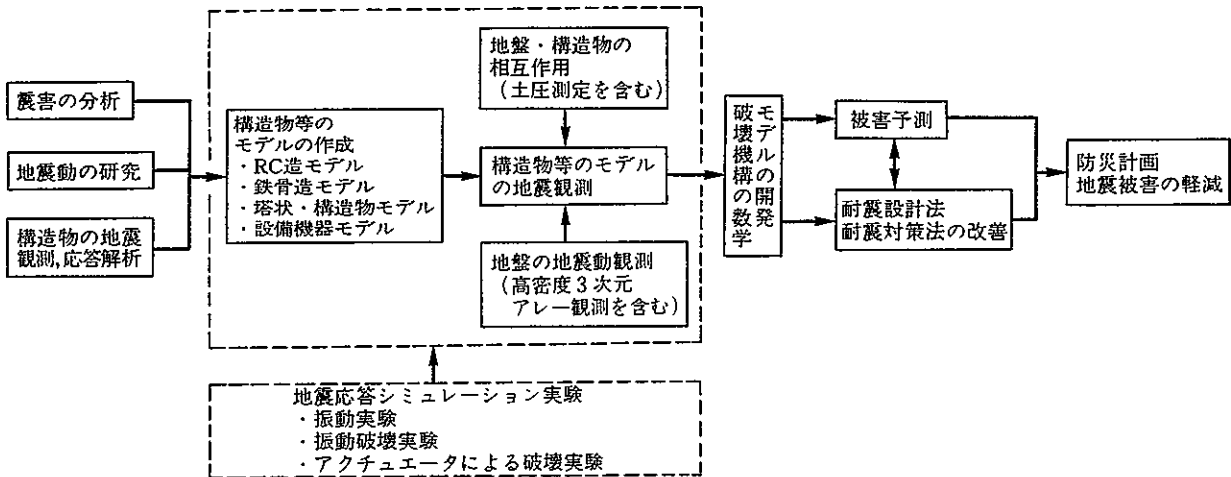 震害の分析
地震動の研究
構造物の地震
観測,応答解析
構造物等の
モデルの作成
・RC造モデル
・鉄骨造モデル
・塔状・構造物モデル
・設備機器モデル
地盤・構造物の
相互作用
(土圧測定を含む)
構造物等のモデル
の地震観測
地盤の地震動観測
(高密度3次元
アレー観測を含む)
破壊機構の数学
モデルの開発
被害予測
耐震設計法
耐震対策法の改善
防災計画
地震被害の軽減
地震応答シミュレーション実験
・振動実験
・振動破壊実験
・アクチュエータによる破壊実験